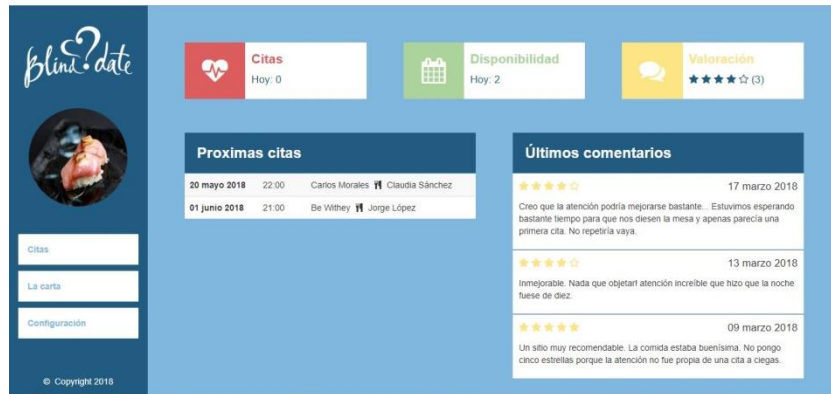 Blind?date
Citas
La carta
Configuración
© Copyright 2018
Citas
Hoy: 0
Disponibilidad
Hoy: 2
Valoración
(3)
Proximas citas
20 mayo 2018 22:00 Carlos Morales Claudia Sánchez
01 junio 2018 21:00 Be Withey Jorge López
Últimos comentarios
17 marzo 2018
Creo que la atención podría mejorarse bastante... Estuvimos esperando
bastante tiempo para que nos diesen la mesa y apenas parecía una
primera cita. No repetiría vaya.
13 marzo 2018
Inmejorable. Nada que objetar! atención increíble que hizo que la noche
fuese de diez.
09 marzo 2018
Un sitio muy recomendable. La comida estaba buenísima. No pongo
cinco estrellas porque la atención no fue propia de una cita a ciegas.